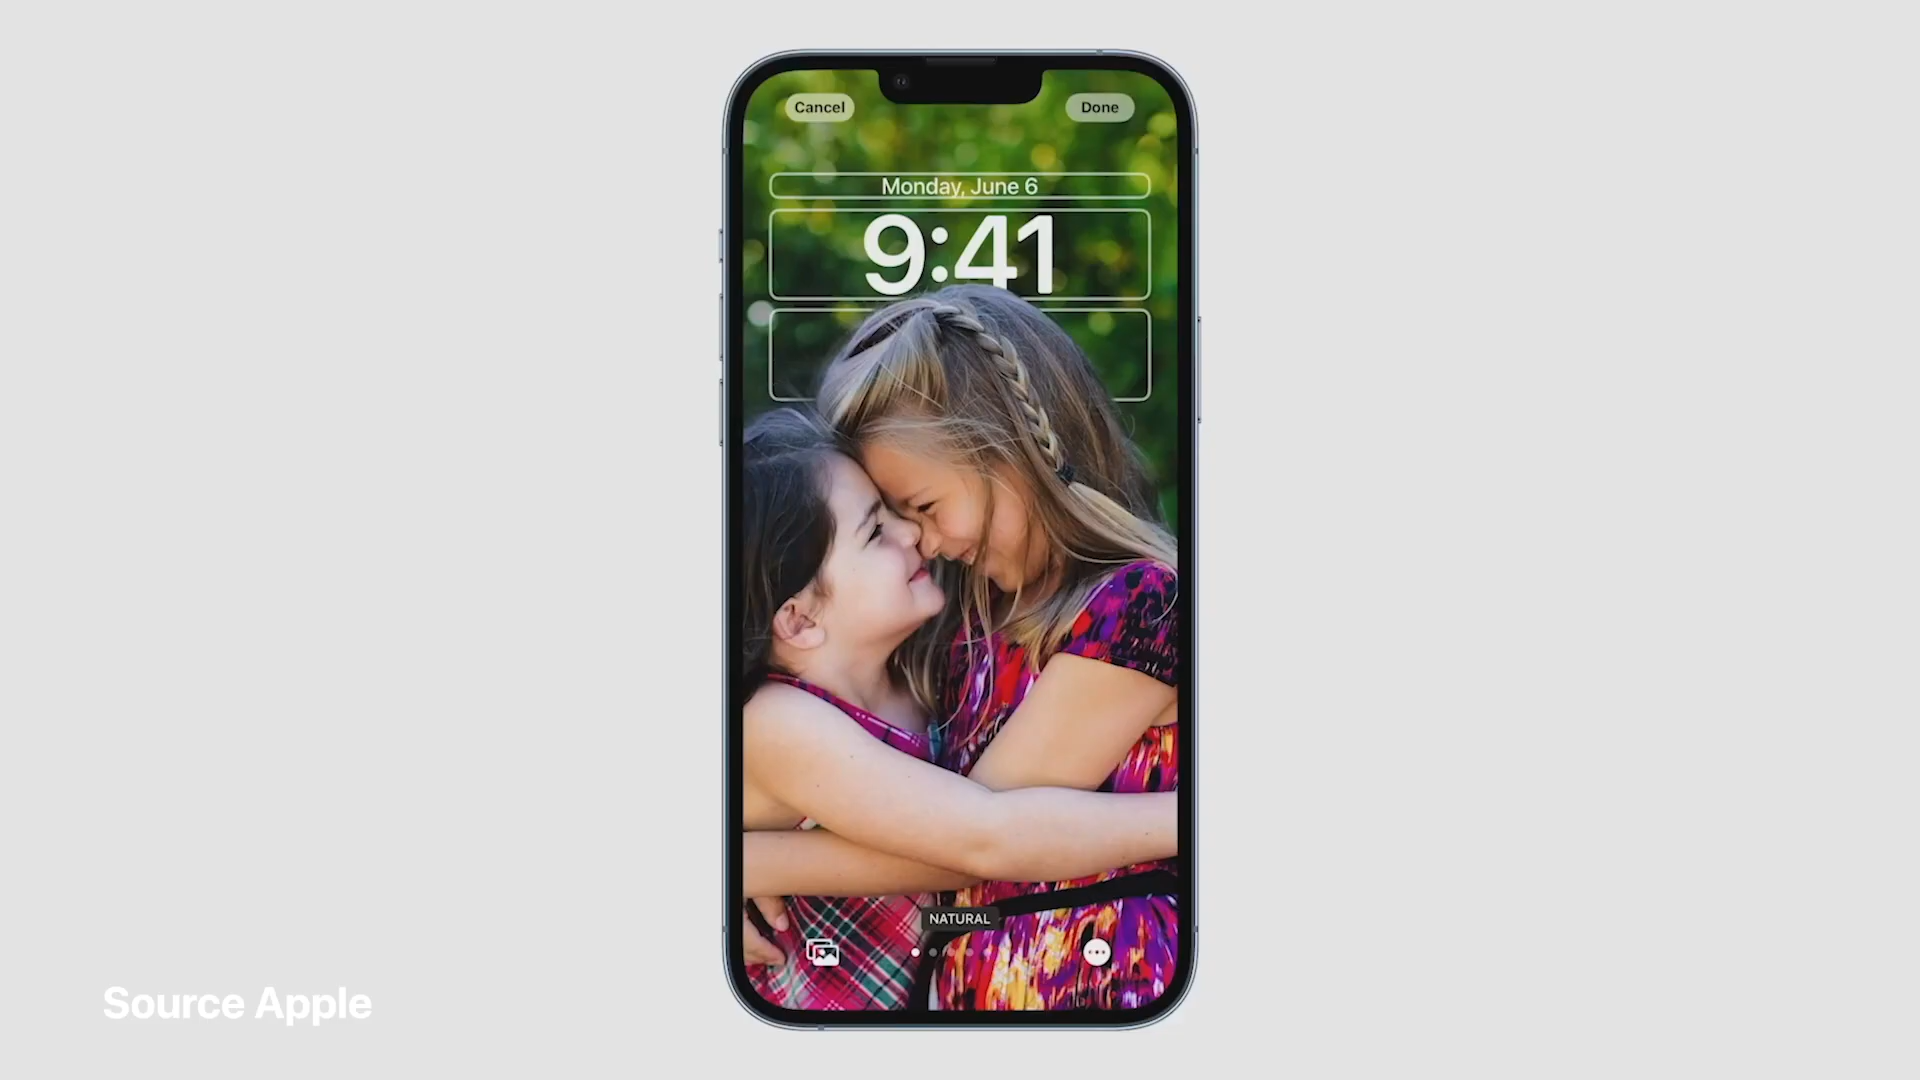 Cancel
Done
Monday, June 6
9:41
NATURAL
Source Apple